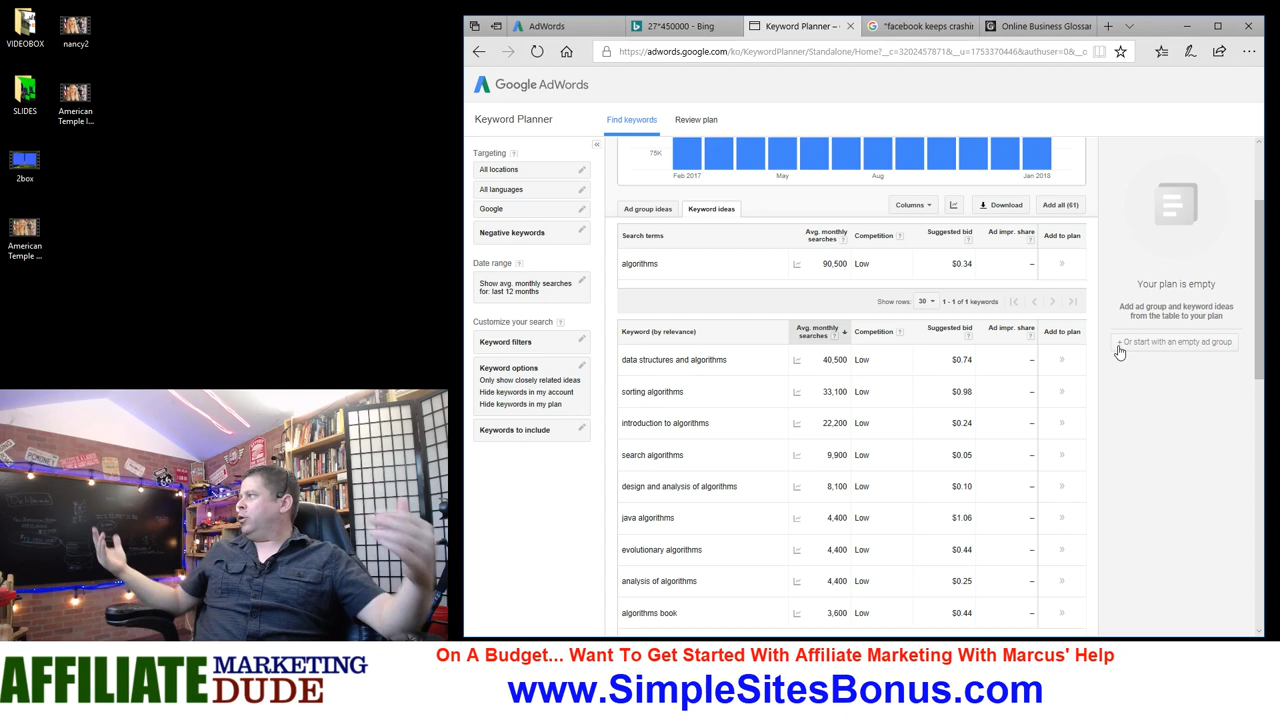 VIDEOBOX
nancy2
SLIDES
American
Temple I...
2box
American
Temple ...
AdWords
27*450000 - Bing
Keyword Planner –
"facebook keeps crashi
Online Business Glossar
https://adwords.google.com/ko/KeywordPlanner/Standalone/Home?__c=3202457871&__u=1753370446&authuser=0&__o
Google AdWords
Keyword Planner
Find keywords
Review plan
Targeting ?
All locations
All languages
Google
Negative keywords
Date range ?
Show avg. monthly searches
for: last 12 months
Customize your search ?
Keyword filters
Keyword options
Only show closely related ideas
Hide keywords in my account
Hide keywords in my plan
Keywords to include
75K
Feb 2017 May Aug Jan 2018
Ad group ideas
Keyword ideas
Columns
Download
Add all (61)
Search terms Avg. monthly searches ? Competition ? Suggested bid ? Ad impr. share ? Add to plan
algorithms 90,500 Low $0.34 – »
Show rows: 30 1 - 1 of 1 keywords
Keyword (by relevance) Avg. monthly searches ? Competition ? Suggested bid ? Ad impr. share ? Add to plan
data structures and algorithms 40,500 Low $0.74 – »
sorting algorithms 33,100 Low $0.98 – »
introduction to algorithms 22,200 Low $0.24 – »
search algorithms 9,900 Low $0.05 – »
design and analysis of algorithms 8,100 Low $0.10 – »
java algorithms 4,400 Low $1.06 – »
evolutionary algorithms 4,400 Low $0.44 – »
analysis of algorithms 4,400 Low $0.25 – »
algorithms book 3,600 Low $0.44 – »
Your plan is empty
Add ad group and keyword ideas
from the table to your plan
+ Or start with an empty ad group
AFFILIATE MARKETING DUDE
On A Budget... Want To Get Started With Affiliate Marketing With Marcus' Help
www.SimpleSitesBonus.com